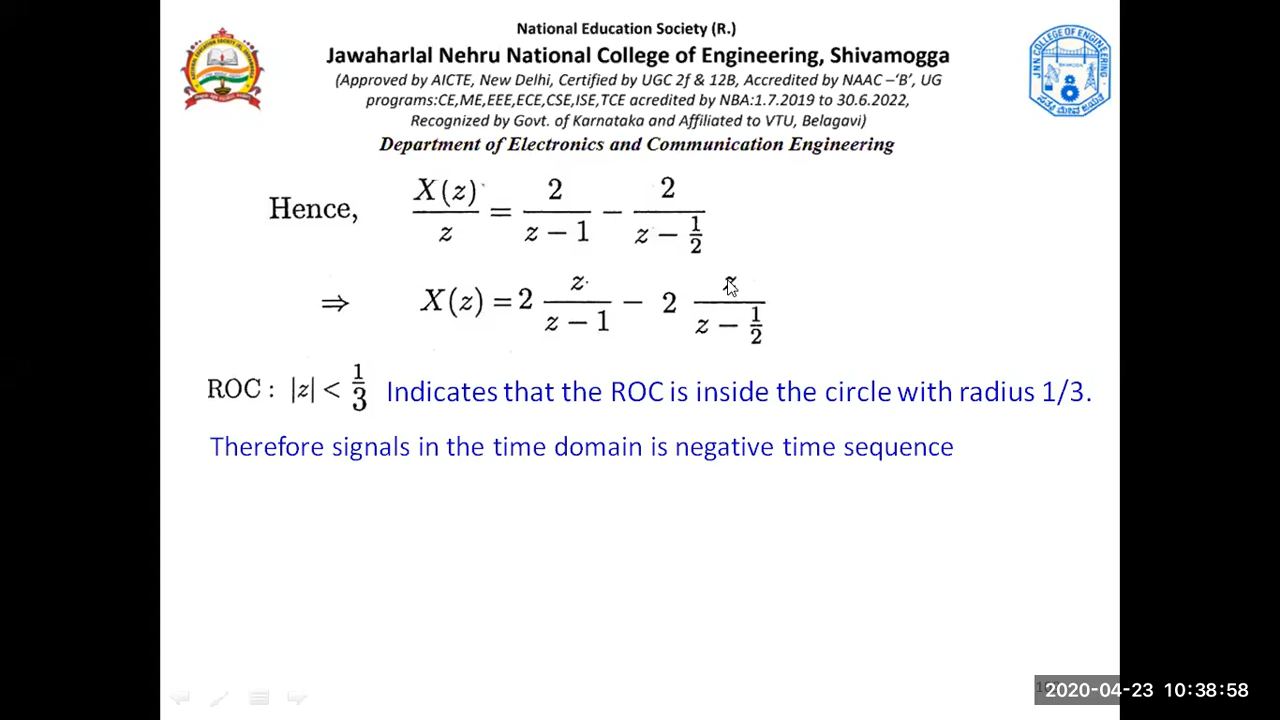 National Education Society (R.)
Jawaharlal Nehru National College of Engineering, Shivamogga
(Approved by AICTE, New Delhi, Certified by UGC 2f & 12B, Accredited by NAAC –‘B’, UG
programs:CE,ME,EEE,ECE,CSE,ISE,TCE acredited by NBA:1.7.2019 to 30.6.2022,
Recognized by Govt. of Karnataka and Affiliated to VTU, Belagavi)
Department of Electronics and Communication Engineering
Hence, X(z)/z = 2/(z − 1) − 2/(z − 1/2)
⇒ X(z) = 2 z/(z − 1) − 2 z/(z − 1/2)
ROC : |z| < 1/3 Indicates that the ROC is inside the circle with radius 1/3.
Therefore signals in the time domain is negative time sequence
2020-04-23 10:38:58